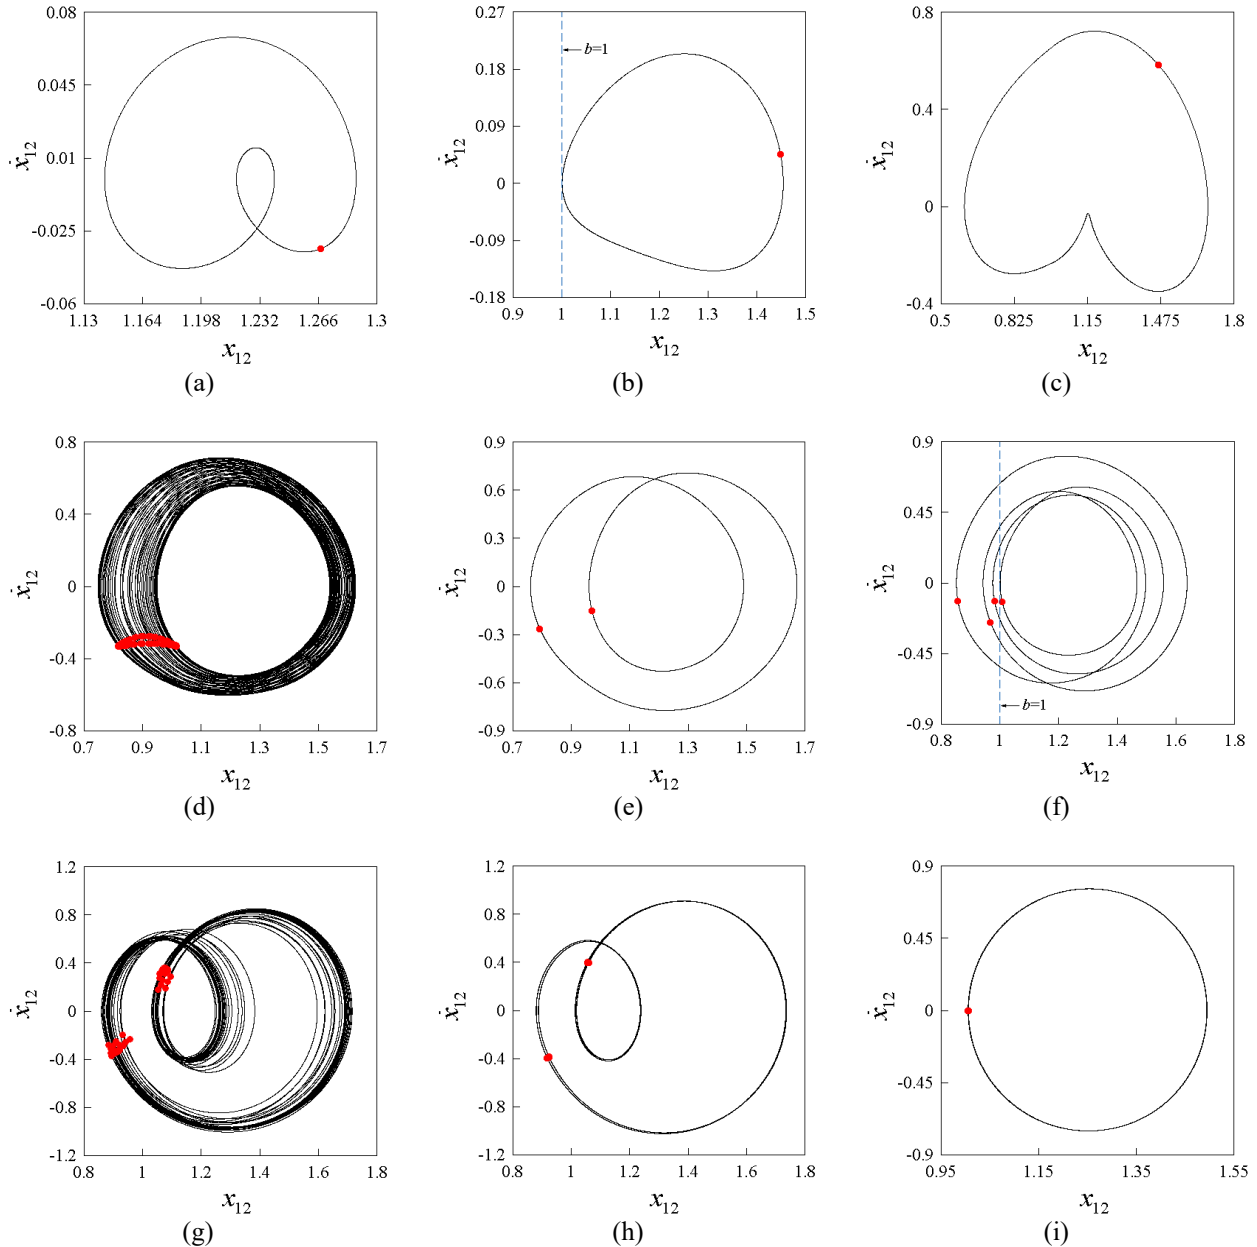 0.08
0.045
0.01
-0.025
-0.06
1.13 1.164 1.198 1.232 1.266 1.3
ẋ₁₂
x₁₂
(a)
0.27
0.18
0.09
0
-0.09
-0.18
0.9 1 1.1 1.2 1.3 1.4 1.5
b=1
ẋ₁₂
x₁₂
(b)
0.8
0.4
0
-0.4
0.5 0.825 1.15 1.475 1.8
ẋ₁₂
x₁₂
(c)
0.8
0.4
0
-0.4
-0.8
0.7 0.9 1.1 1.3 1.5 1.7
ẋ₁₂
x₁₂
(d)
0.9
0.6
0.3
0
-0.3
-0.6
-0.9
0.7 0.9 1.1 1.3 1.5 1.7
ẋ₁₂
x₁₂
(e)
0.9
0.45
0
-0.45
-0.9
0.8 1 1.2 1.4 1.6 1.8
b=1
ẋ₁₂
x₁₂
(f)
1.2
0.8
0.4
0
-0.4
-0.8
-1.2
0.8 1 1.2 1.4 1.6 1.8
ẋ₁₂
x₁₂
(g)
1.2
0.8
0.4
0
-0.4
-0.8
-1.2
0.8 1 1.2 1.4 1.6 1.8
ẋ₁₂
x₁₂
(h)
0.9
0.45
0
-0.45
-0.9
0.95 1.15 1.35 1.55
ẋ₁₂
x₁₂
(i)